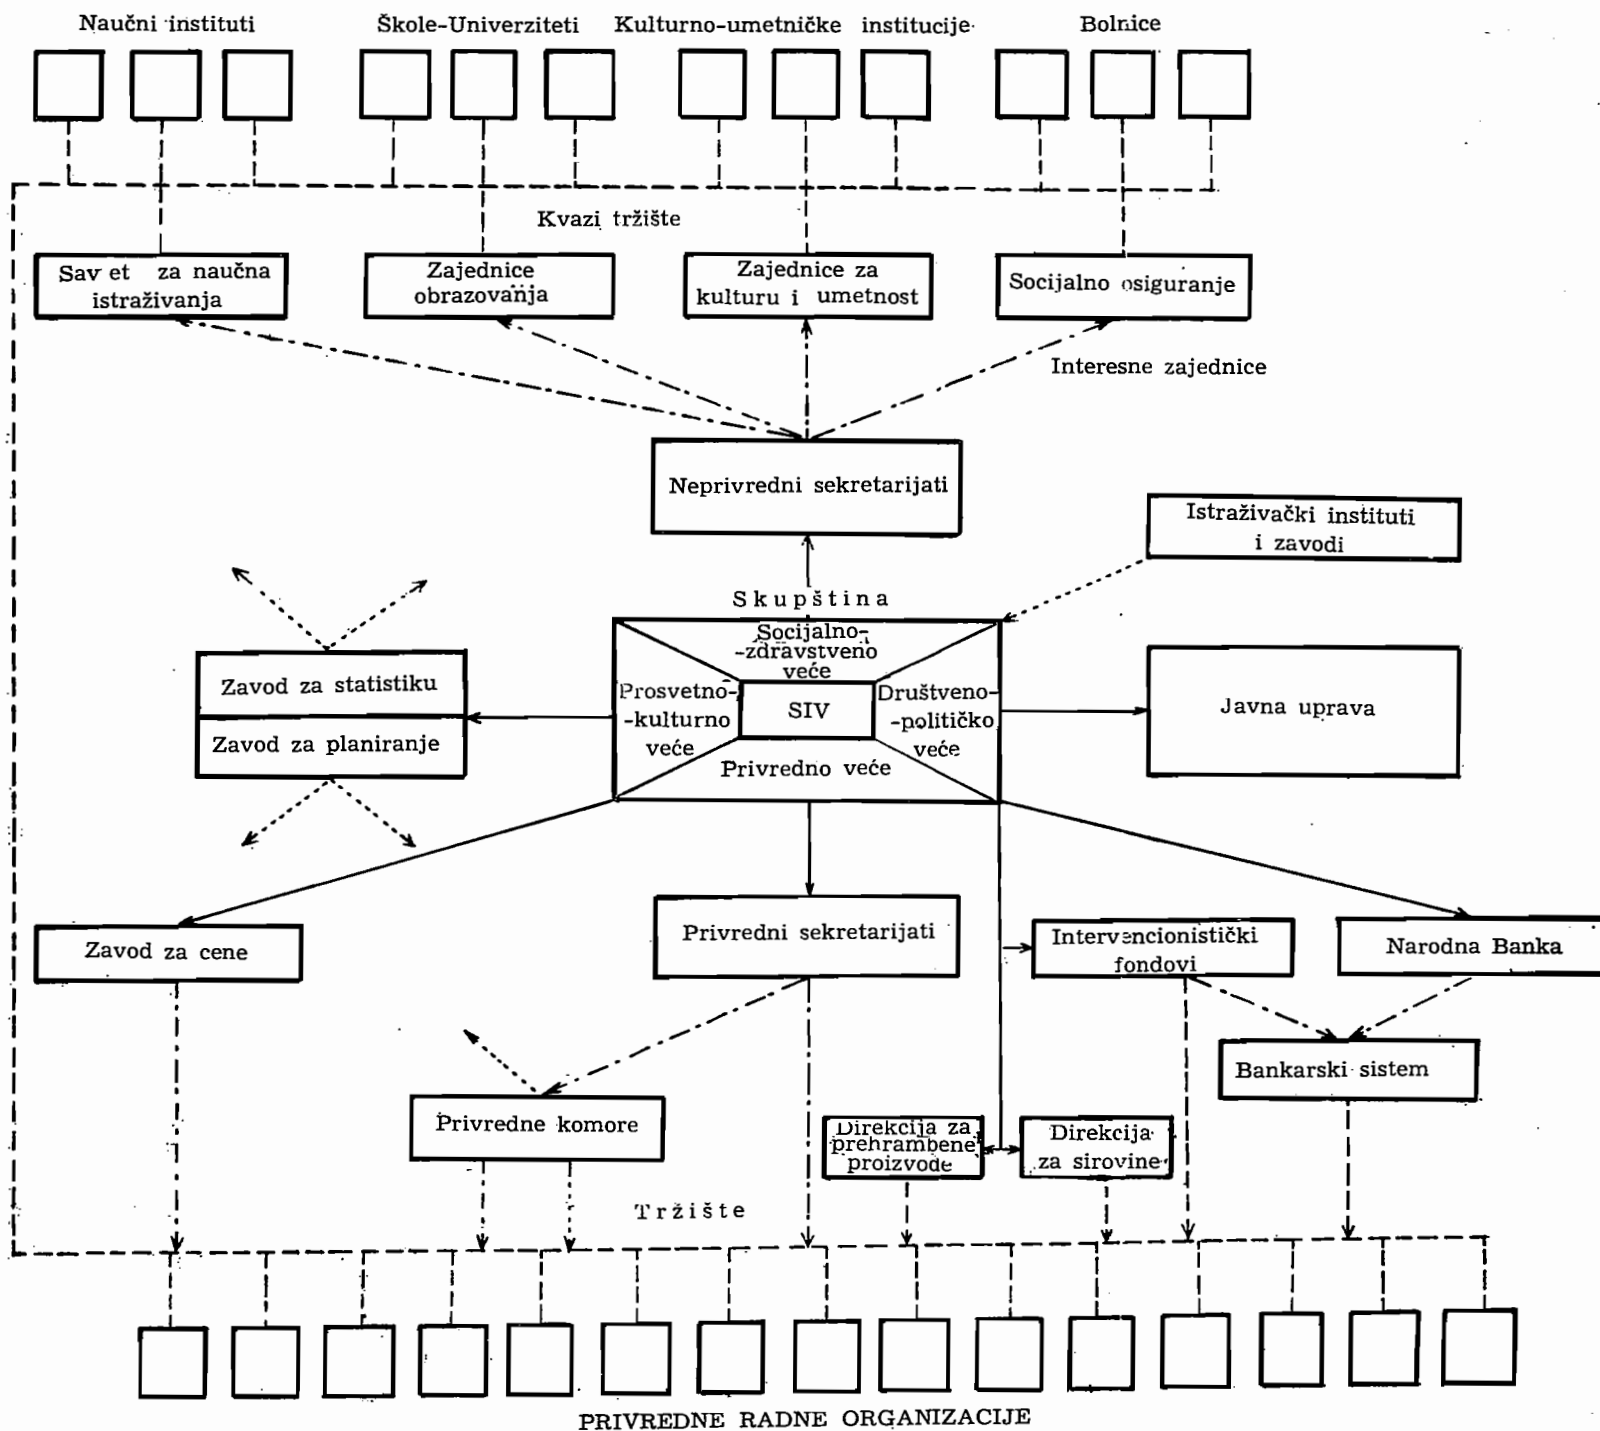 Naučni instituti
Škole-Univerziteti
Kulturno-umetničke institucije
Bolnice
Kvazi tržište
Savet za naučna
istraživanja
Zajednice
obrazovanja
Zajednice za
kulturu i umetnost
Socijalno osiguranje
Interesne zajednice
Neprivredni sekretarijati
Istraživački instituti
i zavodi
Skupština
Socijalno-
-zdravstveno
veće
Zavod za statistiku
Zavod za planiranje
Prosvetno-
-kulturno
veće
SIV
Društveno-
-političko
veće
Privredno veće
Javna uprava
Zavod za cene
Privredni sekretarijati
Intervencionistički
fondovi
Narodna Banka
Bankarski sistem
Privredne komore
Direkcija za
prehrambene
proizvode
Direkcija
za sirovine
Tržište
PRIVREDNE RADNE ORGANIZACIJE